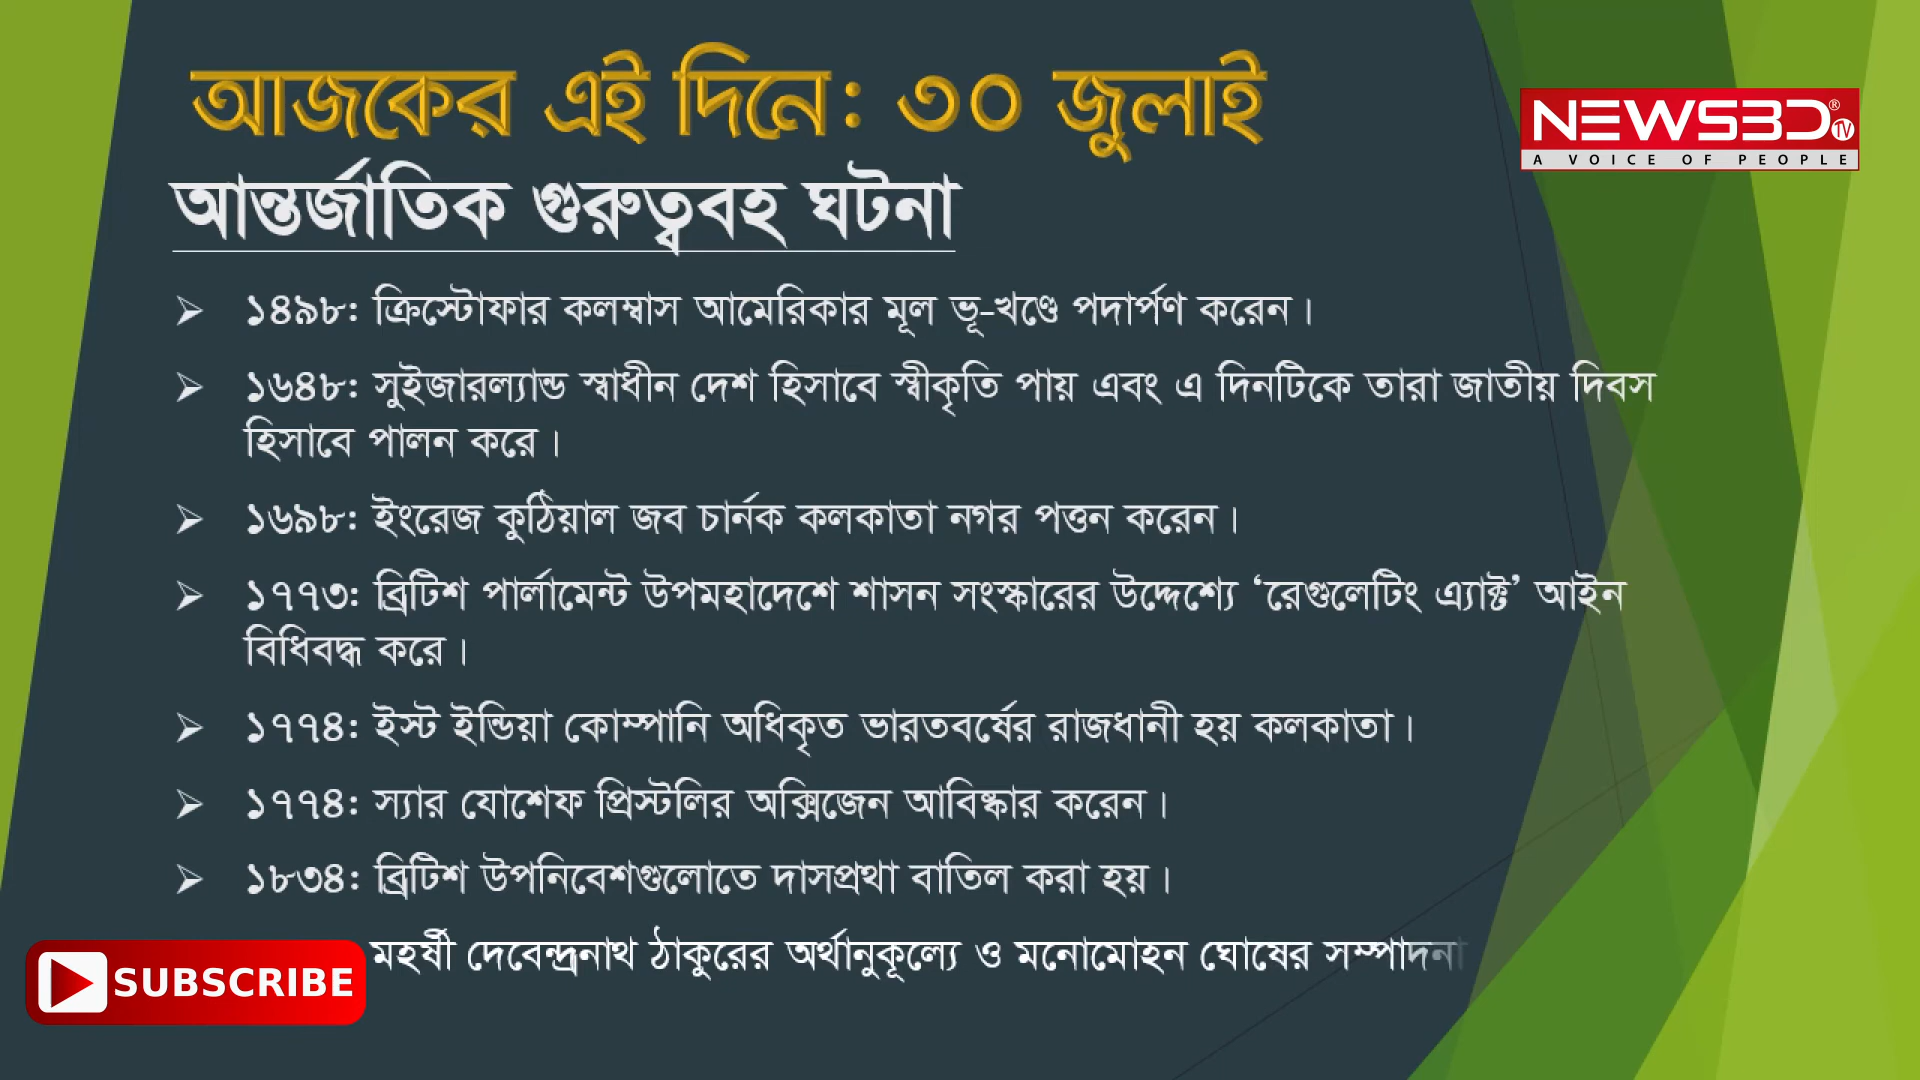 আজকের এই দিনে: ৩০ জুলাই
NEWSBD® TV
A VOICE OF PEOPLE
আন্তর্জাতিক গুরুত্ববহ ঘটনা
➢ ১৪৯৮: ক্রিস্টোফার কলম্বাস আমেরিকার মূল ভূ-খণ্ডে পদার্পণ করেন।
➢ ১৬৪৮: সুইজারল্যান্ড স্বাধীন দেশ হিসাবে স্বীকৃতি পায় এবং এ দিনটিকে তারা জাতীয় দিবস
হিসাবে পালন করে।
➢ ১৬৯৮: ইংরেজ কুঠিয়াল জব চার্নক কলকাতা নগর পত্তন করেন।
➢ ১৭৭৩: ব্রিটিশ পার্লামেন্ট উপমহাদেশে শাসন সংস্কারের উদ্দেশ্যে ‘রেগুলেটিং এ্যাক্ট’ আইন
বিধিবদ্ধ করে।
➢ ১৭৭৪: ইস্ট ইন্ডিয়া কোম্পানি অধিকৃত ভারতবর্ষের রাজধানী হয় কলকাতা।
➢ ১৭৭৪: স্যার যোশেফ প্রিস্টলির অক্সিজেন আবিষ্কার করেন।
➢ ১৮৩৪: ব্রিটিশ উপনিবেশগুলোতে দাসপ্রথা বাতিল করা হয়।
মহর্ষী দেবেন্দ্রনাথ ঠাকুরের অর্থানুকূল্যে ও মনোমোহন ঘোষের সম্পাদনা
SUBSCRIBE